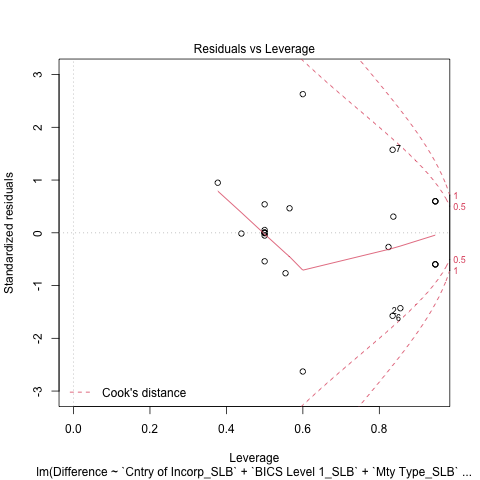 Residuals vs Leverage
Standardized residuals
3
2
1
0
-1
-2
-3
7
2
6
1
0.5
0.5
1
Cook's distance
0.0 0.2 0.4 0.6 0.8
Leverage
lm(Difference ~ `Cntry of Incorp_SLB` + `BICS Level 1_SLB` + `Mty Type_SLB` ...